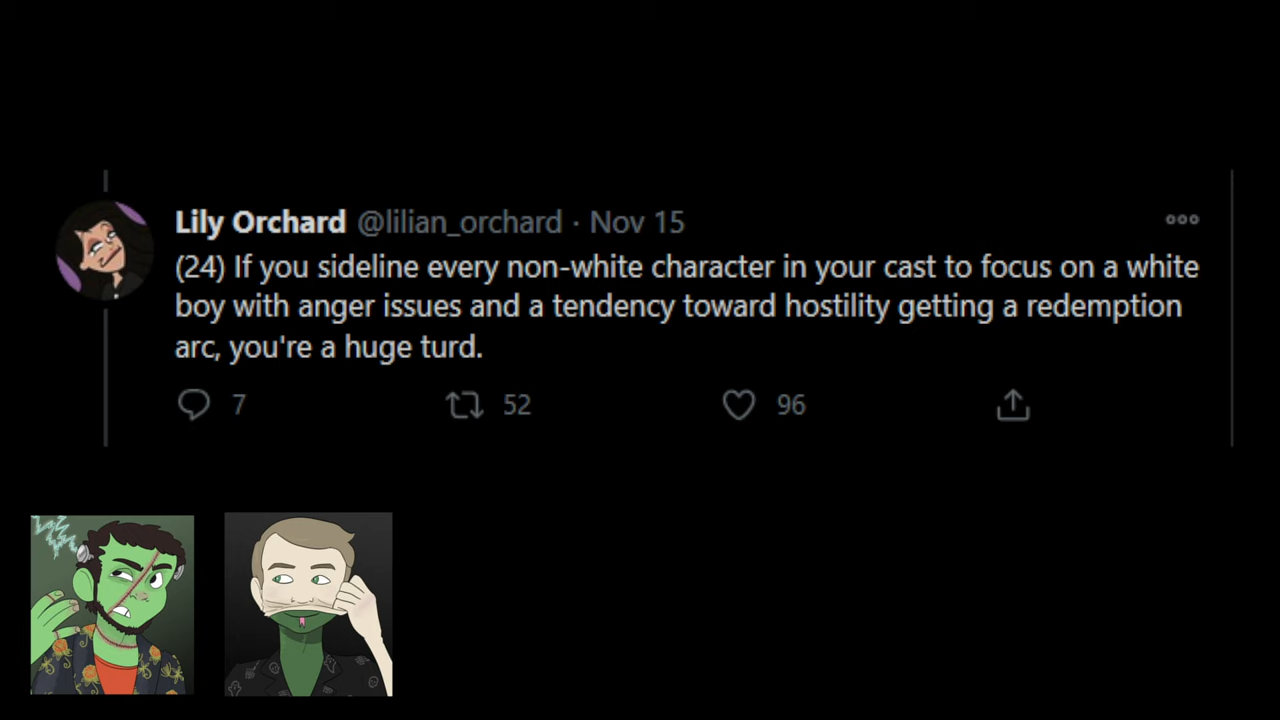 Lily Orchard @lilian_orchard · Nov 15
(24) If you sideline every non-white character in your cast to focus on a white
boy with anger issues and a tendency toward hostility getting a redemption
arc, you're a huge turd.
7 52 96